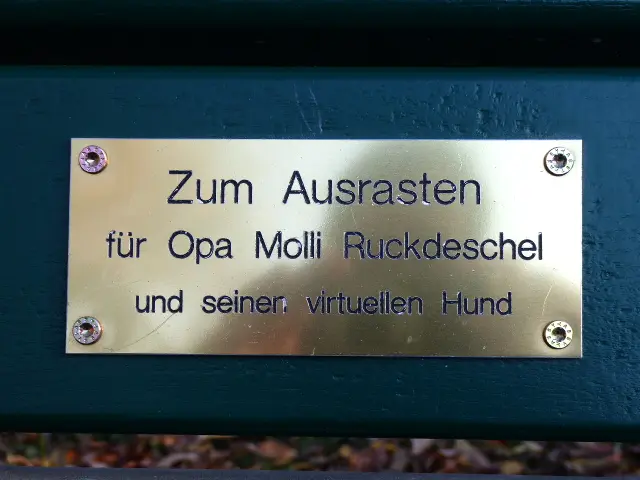 Zum Ausrasten
für Opa Molli Ruckdeschel
und seinen virtuellen Hund